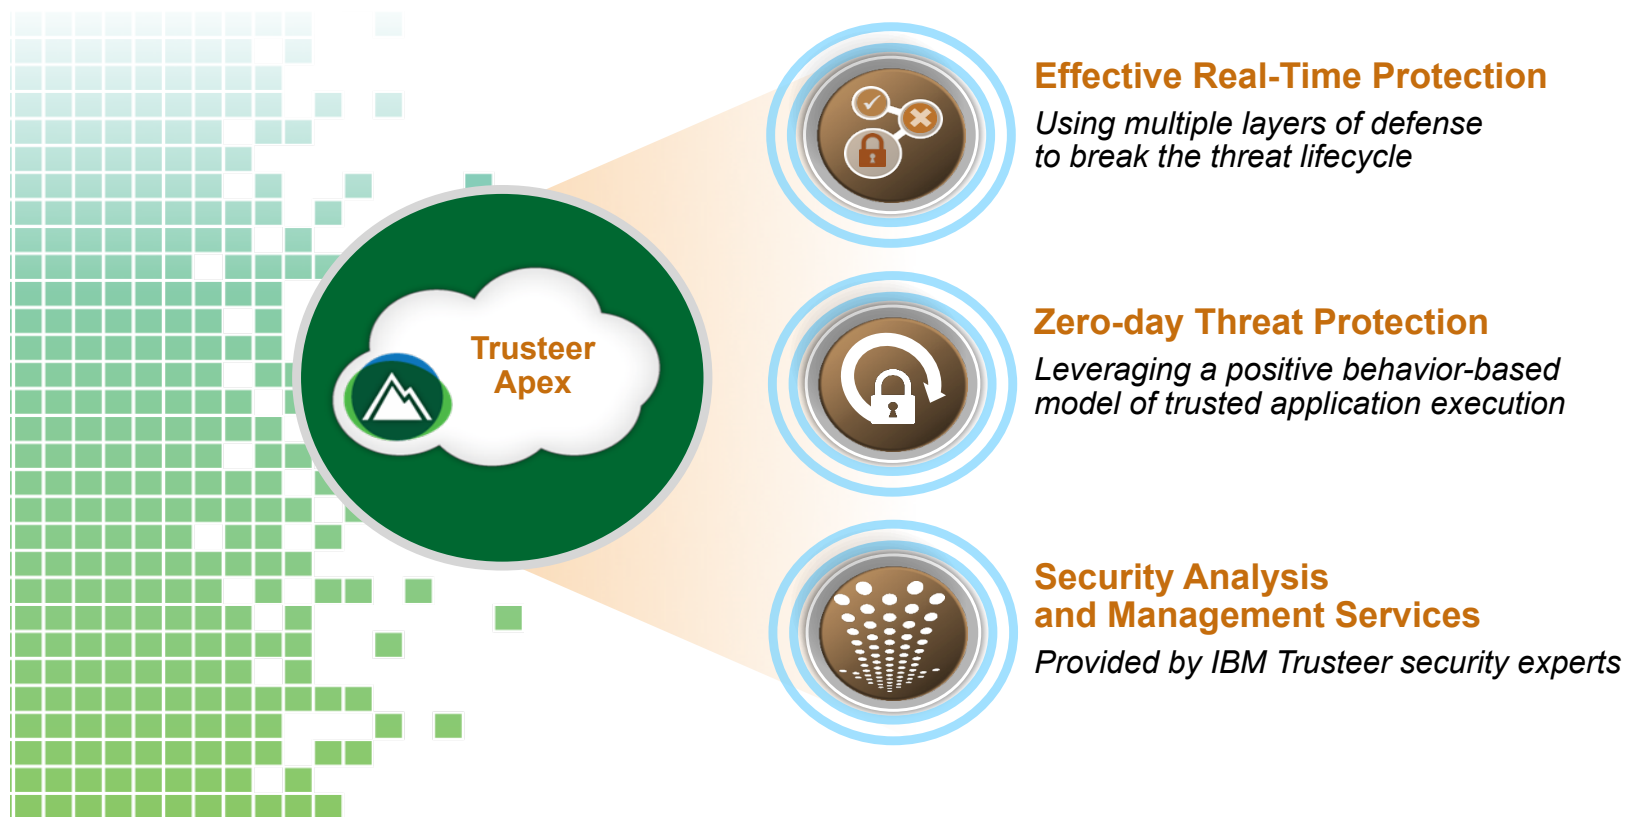 Effective Real-Time Protection
Using multiple layers of defense
to break the threat lifecycle
Trusteer
Apex
Zero-day Threat Protection
Leveraging a positive behavior-based
model of trusted application execution
Security Analysis
and Management Services
Provided by IBM Trusteer security experts